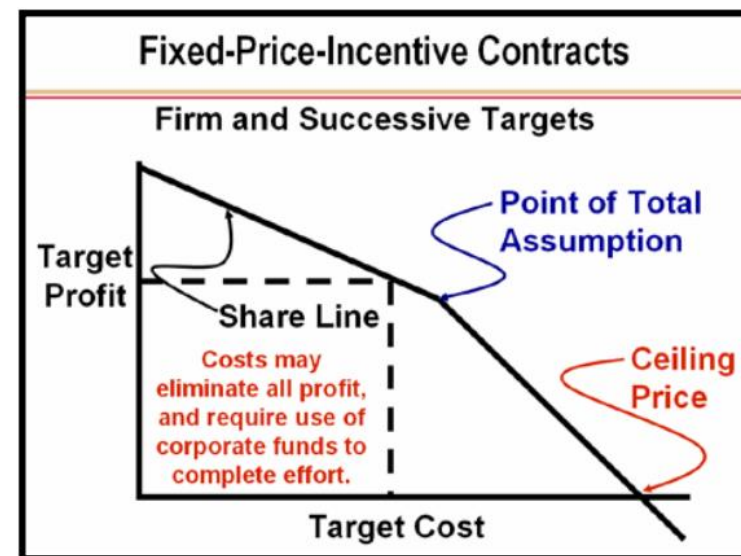 Fixed-Price-Incentive Contracts
Firm and Successive Targets
Point of Total
Assumption
Target
Profit
Share Line
Costs may
eliminate all profit,
and require use of
corporate funds to
complete effort.
Ceiling
Price
Target Cost